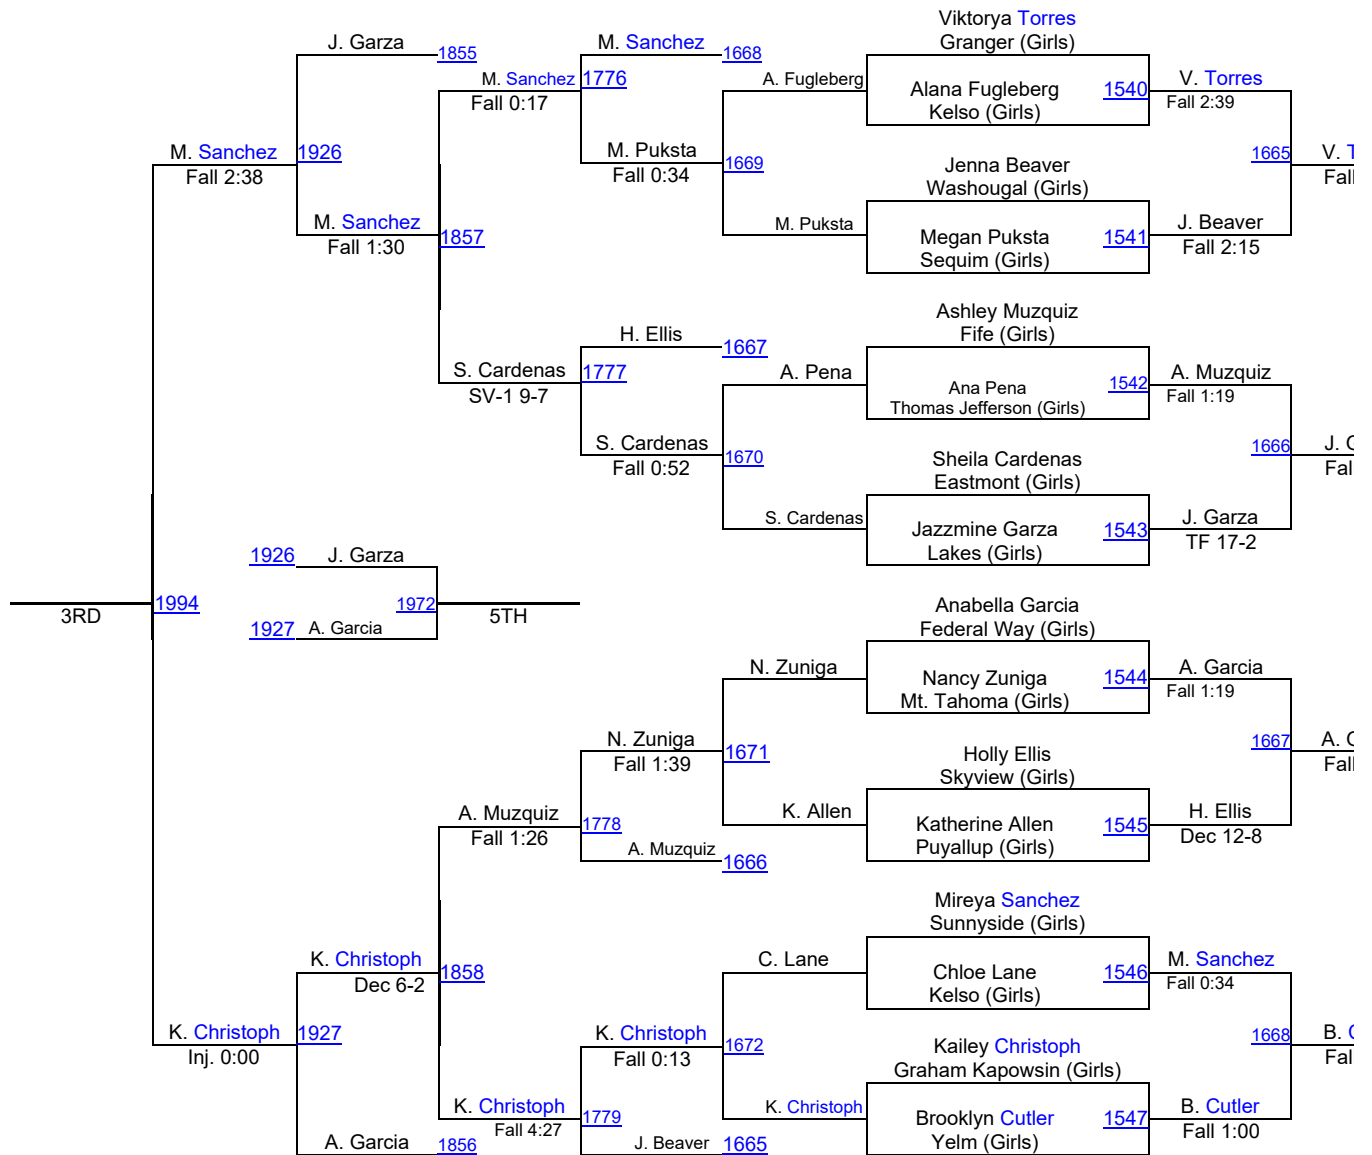 Viktorya Torres
Granger (Girls)
J. Garza
1855
M. Sanchez
1668
M. Sanchez
1776
Fall 0:17
A. Fugleberg
Alana Fugleberg
Kelso (Girls)
1540
V. Torres
Fall 2:39
M. Sanchez
1926
Fall 2:38
M. Puksta
Fall 0:34
1669
Jenna Beaver
Washougal (Girls)
1665
V. T
Fall
M. Sanchez
Fall 1:30
1857
M. Puksta
Megan Puksta
Sequim (Girls)
1541
J. Beaver
Fall 2:15
Ashley Muzquiz
Fife (Girls)
H. Ellis
1667
S. Cardenas
SV-1 9-7
1777
A. Pena
Ana Pena
Thomas Jefferson (Girls)
1542
A. Muzquiz
Fall 1:19
S. Cardenas
Fall 0:52
1670
Sheila Cardenas
Eastmont (Girls)
1666
J. G
Fal
S. Cardenas
Jazzmine Garza
Lakes (Girls)
1543
J. Garza
TF 17-2
1926
J. Garza
3RD
1994
1972
5TH
1927
A. Garcia
Anabella Garcia
Federal Way (Girls)
N. Zuniga
Nancy Zuniga
Mt. Tahoma (Girls)
1544
A. Garcia
Fall 1:19
N. Zuniga
Fall 1:39
1671
Holly Ellis
Skyview (Girls)
1667
A. G
Fall
A. Muzquiz
Fall 1:26
1778
A. Muzquiz
1666
K. Allen
Katherine Allen
Puyallup (Girls)
1545
H. Ellis
Dec 12-8
Mireya Sanchez
Sunnyside (Girls)
K. Christoph
Dec 6-2
1858
C. Lane
Chloe Lane
Kelso (Girls)
1546
M. Sanchez
Fall 0:34
K. Christoph
Inj. 0:00
1927
K. Christoph
Fall 0:13
1672
Kailey Christoph
Graham Kapowsin (Girls)
1668
B. C
Fal
K. Christoph
Fall 4:27
1779
K. Christoph
Brooklyn Cutler
Yelm (Girls)
1547
B. Cutler
Fall 1:00
A. Garcia
1856
J. Beaver
1665